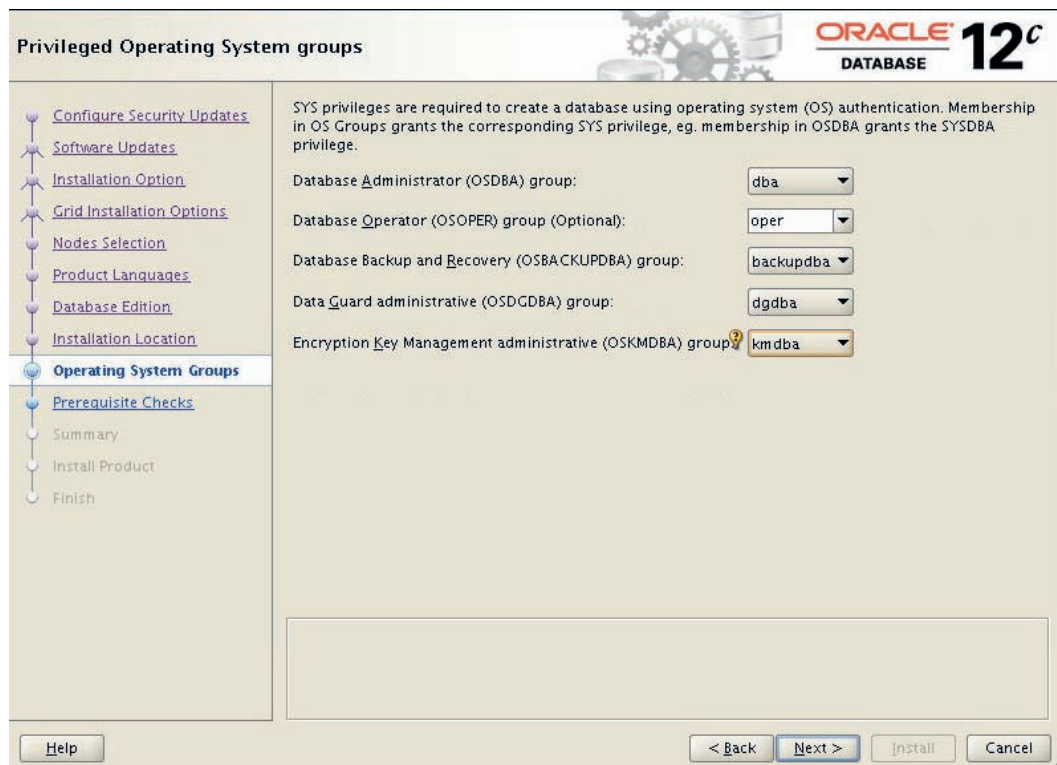 Privileged Operating System groups
ORACLE
DATABASE
12c
Configure Security Updates
Software Updates
Installation Option
Grid Installation Options
Nodes Selection
Product Languages
Database Edition
Installation Location
Operating System Groups
Prerequisite Checks
Summary
Install Product
Finish
SYS privileges are required to create a database using operating system (OS) authentication. Membership
in OS Groups grants the corresponding SYS privilege, eg. membership in OSDBA grants the SYSDBA
privilege.
Database Administrator (OSDBA) group: dba
Database Operator (OSOPER) group (Optional): oper
Database Backup and Recovery (OSBACKUPDBA) group: backupdba
Data Guard administrative (OSDGDBA) group: dgdba
Encryption Key Management administrative (OSKMDBA) group kmdba
Help
< Back
Next >
Install
Cancel